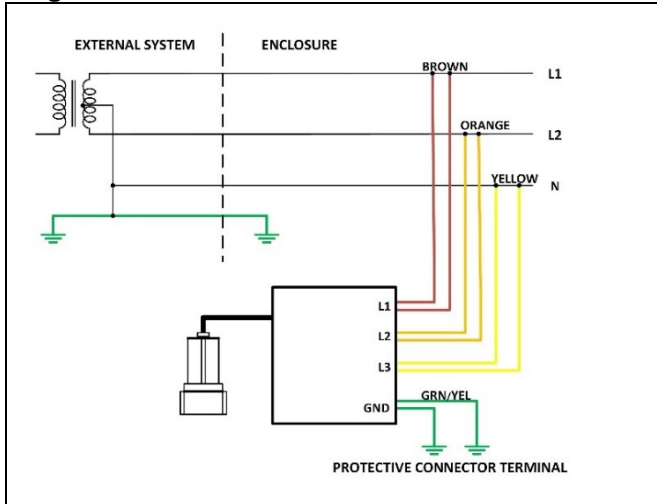 EXTERNAL SYSTEM
ENCLOSURE
BROWN
L1
ORANGE
L2
YELLOW
N
L1
L2
L3
GRN/YEL
GND
PROTECTIVE CONNECTOR TERMINAL